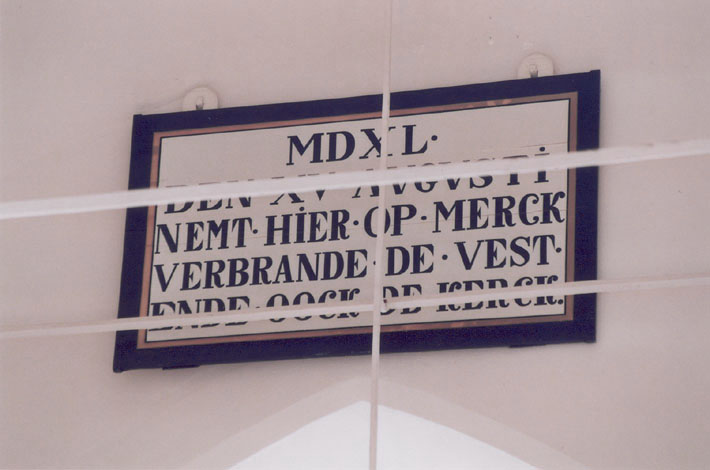 MDXL·
DEN XV AVGVSTi
NEMT·HiER·OP·MERCK
VERBRANDE·DE·VEST·
ENDE·OOCK·DE·KERCK.